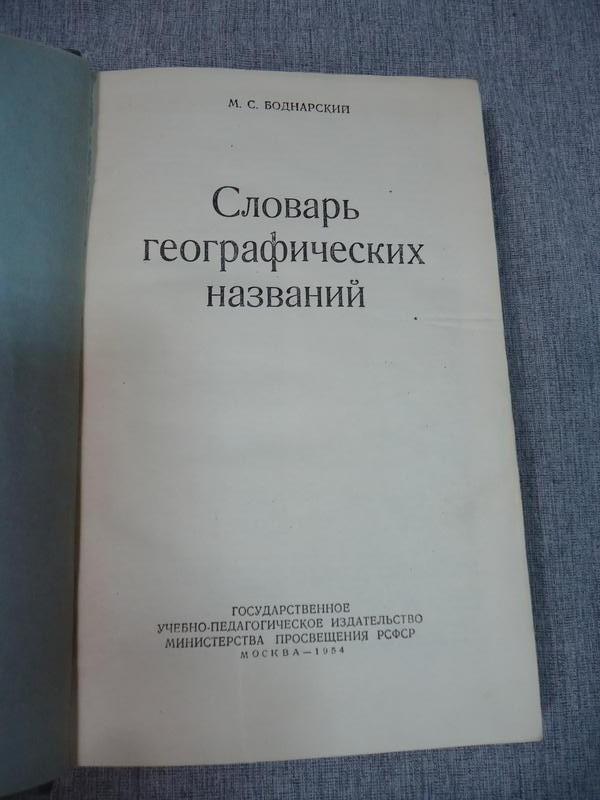 М. С. БОДНАРСКИЙ
Словарь
географических
названий
ГОСУДАРСТВЕННОЕ
УЧЕБНО-ПЕДАГОГИЧЕСКОЕ ИЗДАТЕЛЬСТВО
МИНИСТЕРСТВА ПРОСВЕЩЕНИЯ РСФСР
МОСКВА—1954